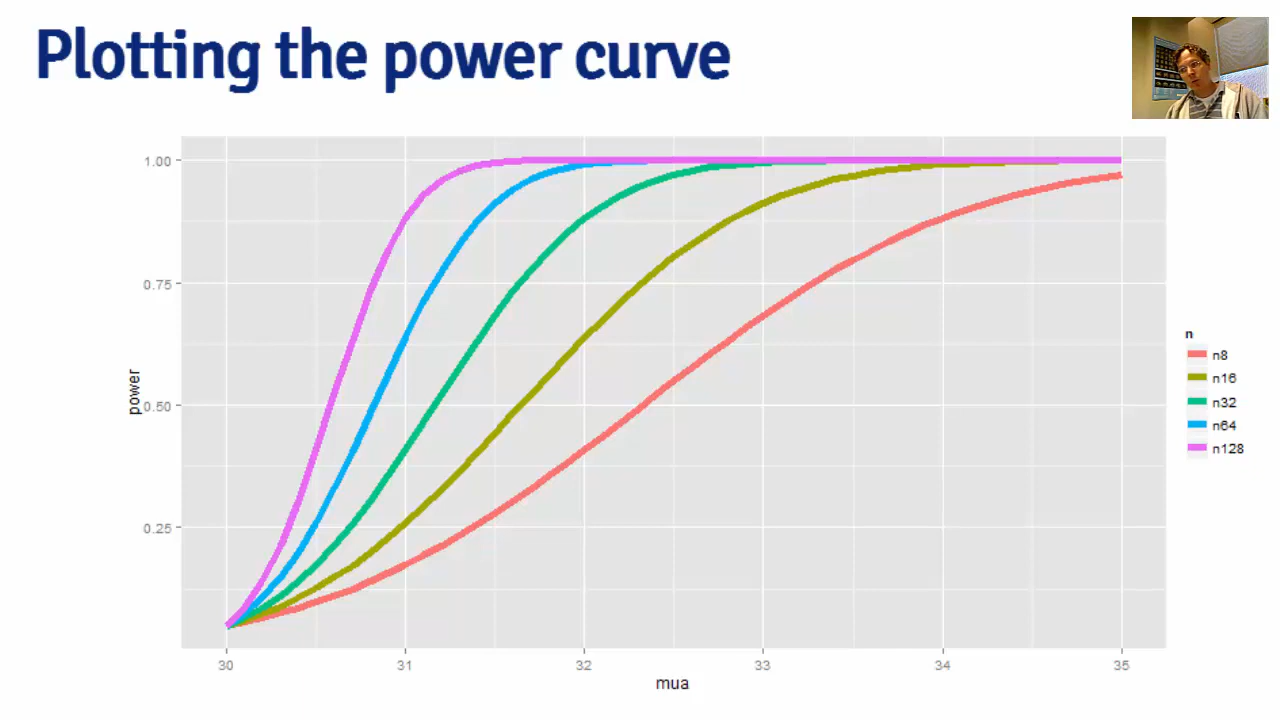 Plotting the power curve
1.00
0.75
0.50
0.25
power
30 31 32 33 34 35
mua
n
n8
n16
n32
n64
n128